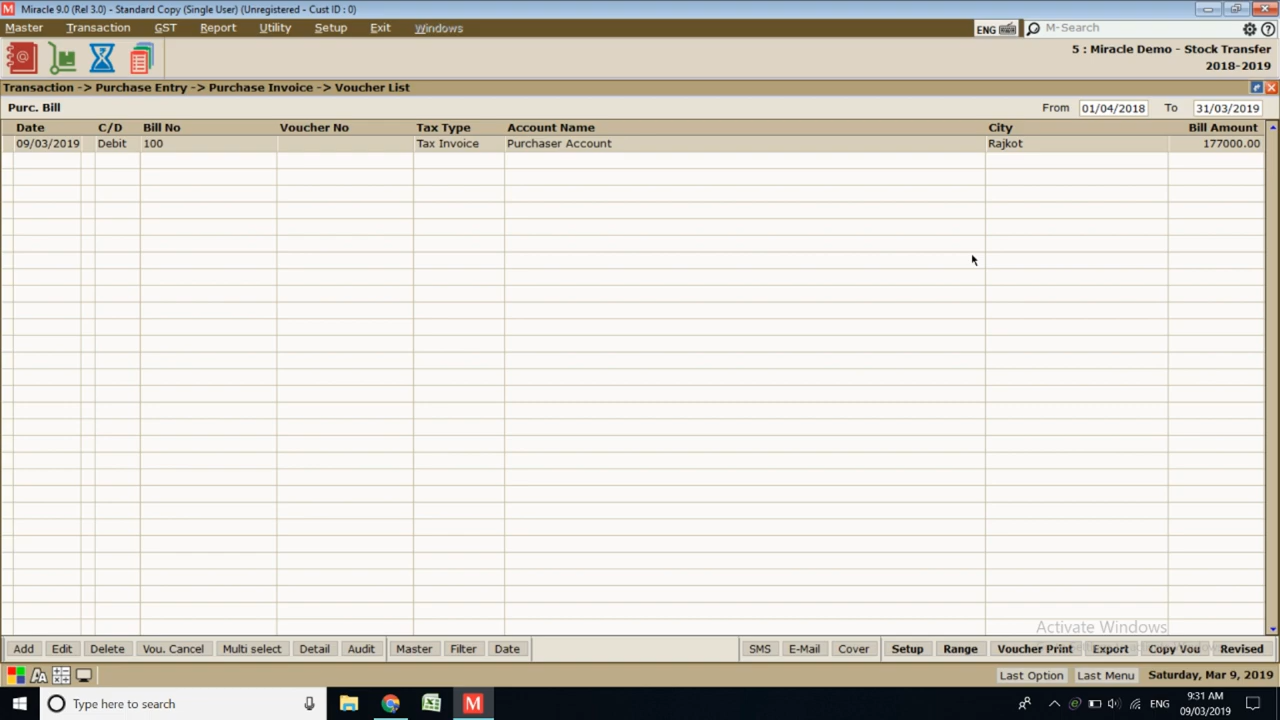 Miracle 9.0 (Rel 3.0) - Standard Copy (Single User) (Unregistered - Cust ID : 0)
Master Transaction GST Report Utility Setup Exit Windows ENG M-Search
5 : Miracle Demo - Stock Transfer
2018-2019
Transaction -> Purchase Entry -> Purchase Invoice -> Voucher List
Purc. Bill From 01/04/2018 To 31/03/2019
Date C/D Bill No Voucher No Tax Type Account Name City Bill Amount
09/03/2019 Debit 100 Tax Invoice Purchaser Account Rajkot 177000.00
Activate Windows
Add Edit Delete Vou. Cancel Multi select Detail Audit Master Filter Date SMS E-Mail Cover Setup Range Voucher Print Export Copy Vou Revised
Last Option Last Menu Saturday, Mar 9, 2019
Type here to search ENG 9:31 AM
09/03/2019